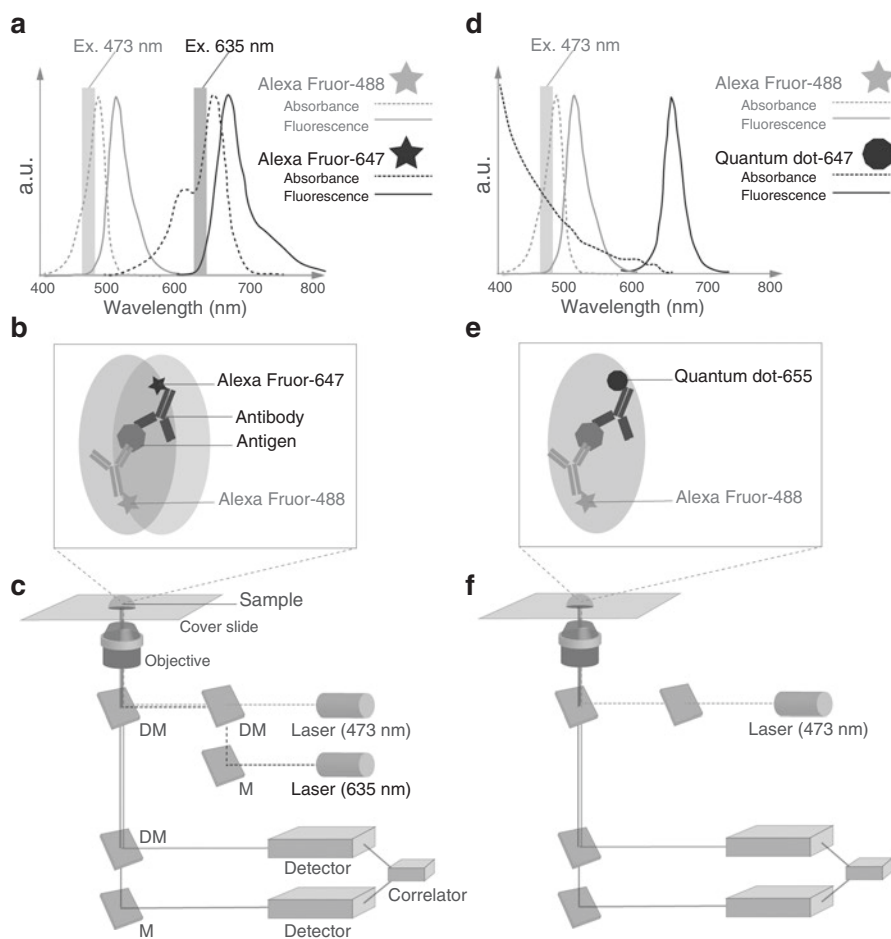 a
Ex. 473 nm
Ex. 635 nm
Alexa Fruor-488
Absorbance
Fluorescence
Alexa Fruor-647
Absorbance
Fluorescence
a.u.
400 500 600 700 800
Wavelength (nm)
d
Ex. 473 nm
Alexa Fruor-488
Absorbance
Fluorescence
Quantum dot-647
Absorbance
Fluorescence
a.u.
400 500 600 700 800
Wavelength (nm)
b
Alexa Fruor-647
Antibody
Antigen
Alexa Fruor-488
e
Quantum dot-655
Alexa Fruor-488
c
Sample
Cover slide
Objective
DM
DM
Laser (473 nm)
M
Laser (635 nm)
DM
Detector
Correlator
M
Detector
f
Laser (473 nm)